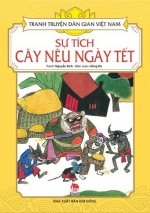 TRANH TRUYỆN DÂN GIAN VIỆT NAM
SỰ TÍCH
CÂY NÊU NGÀY TẾT
NHÀ XUẤT BẢN KIM ĐỒNG